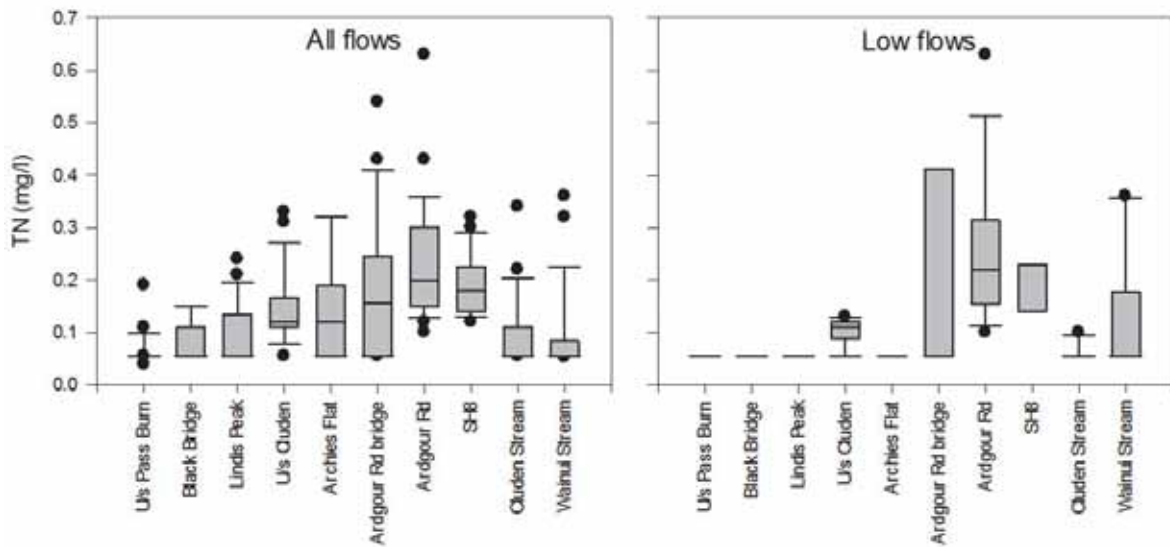 All flows
Low flows
TN (mg/l)
0.7
0.6
0.5
0.4
0.3
0.2
0.1
0.0
U/s Pass Burn
Black Bridge
Lindis Peak
U/s Cluden
Archies Flat
Ardgour Rd bridge
Ardgour Rd
SH8
Cluden Stream
Wainui Stream
U/s Pass Burn
Black Bridge
Lindis Peak
U/s Cluden
Archies Flat
Ardgour Rd bridge
Ardgour Rd
SH8
Cluden Stream
Wainui Stream